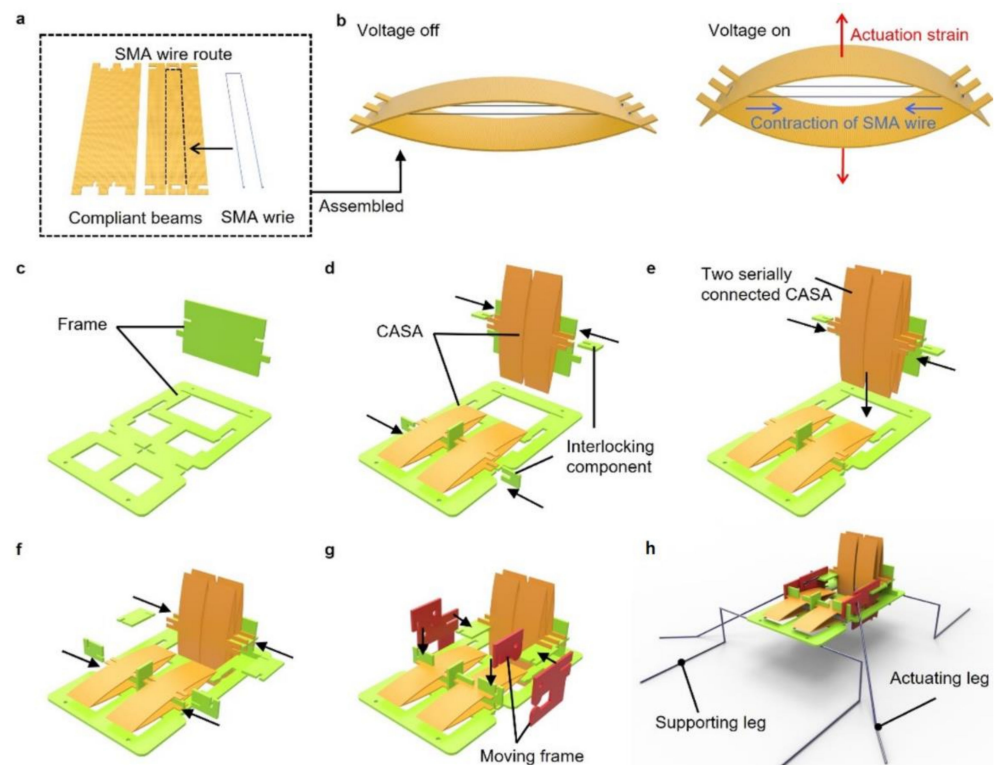 a
SMA wire route
Compliant beams
SMA wrie
b
Voltage off
Assembled
Voltage on
Actuation strain
Contraction of SMA wire
c
Frame
d
CASA
Interlocking
component
e
Two serially
connected CASA
f
g
Moving frame
h
Supporting leg
Actuating leg